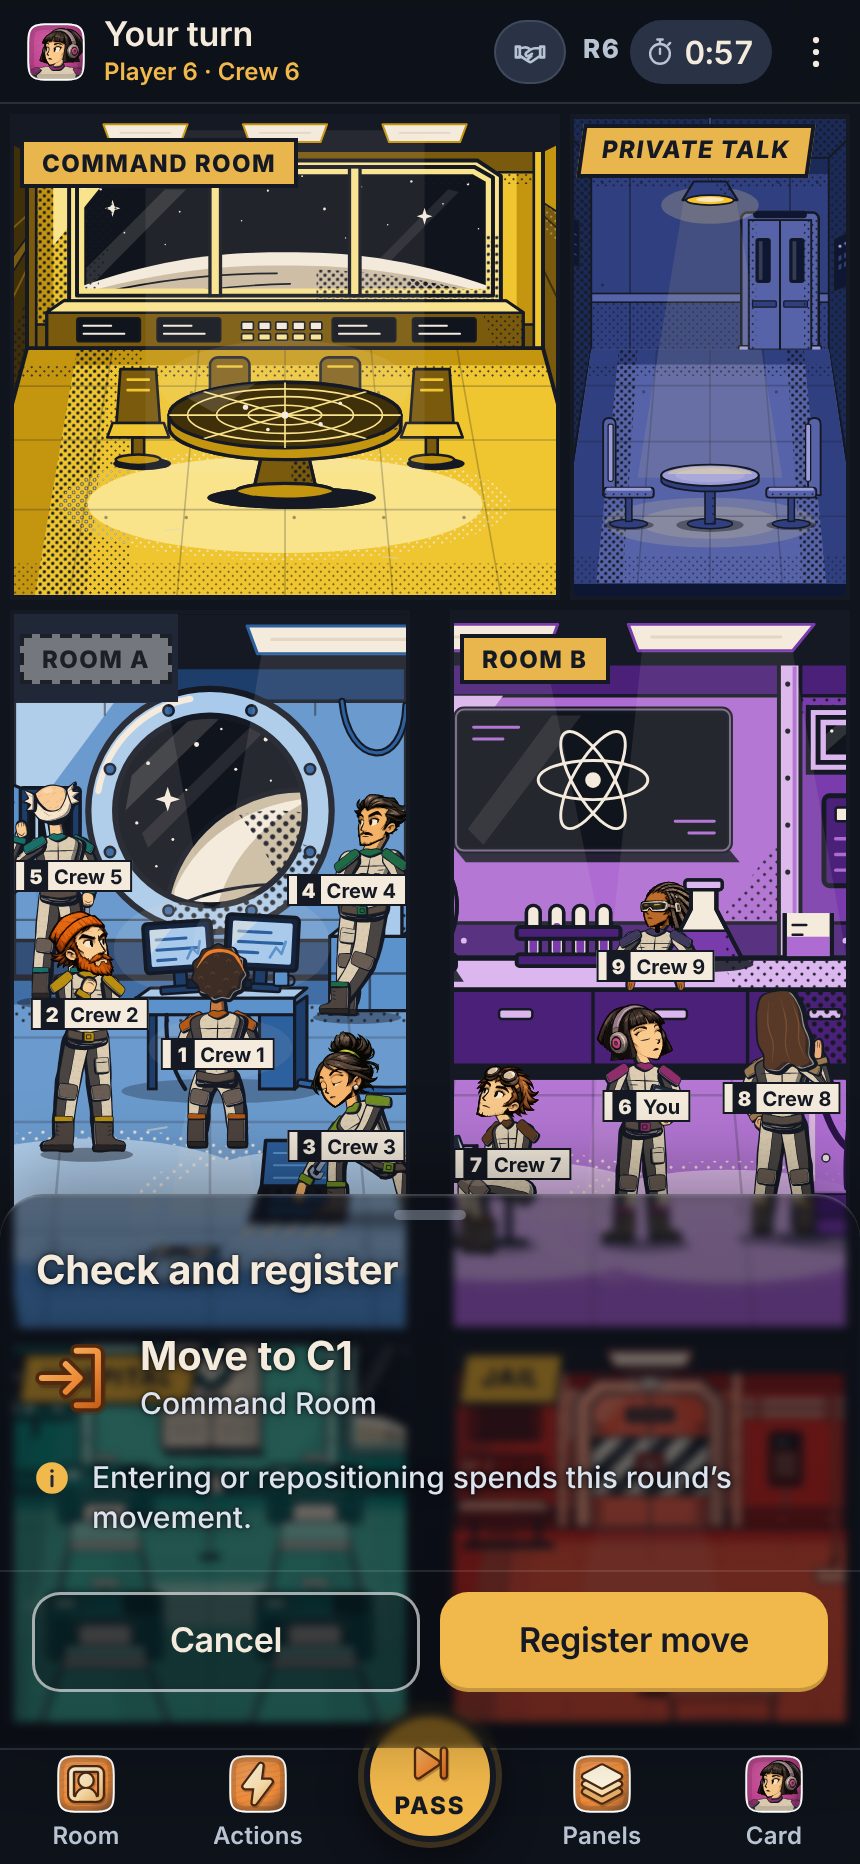 Your turn
Player 6 · Crew 6
R6
0:57
COMMAND ROOM
PRIVATE TALK
ROOM A
ROOM B
5 Crew 5
4 Crew 4
9 Crew 9
2 Crew 2
1 Crew 1
6 You
8 Crew 8
3 Crew 3
7 Crew 7
Check and register
JAIL
Move to C1
Command Room
Entering or repositioning spends this round’s
movement.
Cancel
Register move
PASS
Room
Actions
Panels
Card